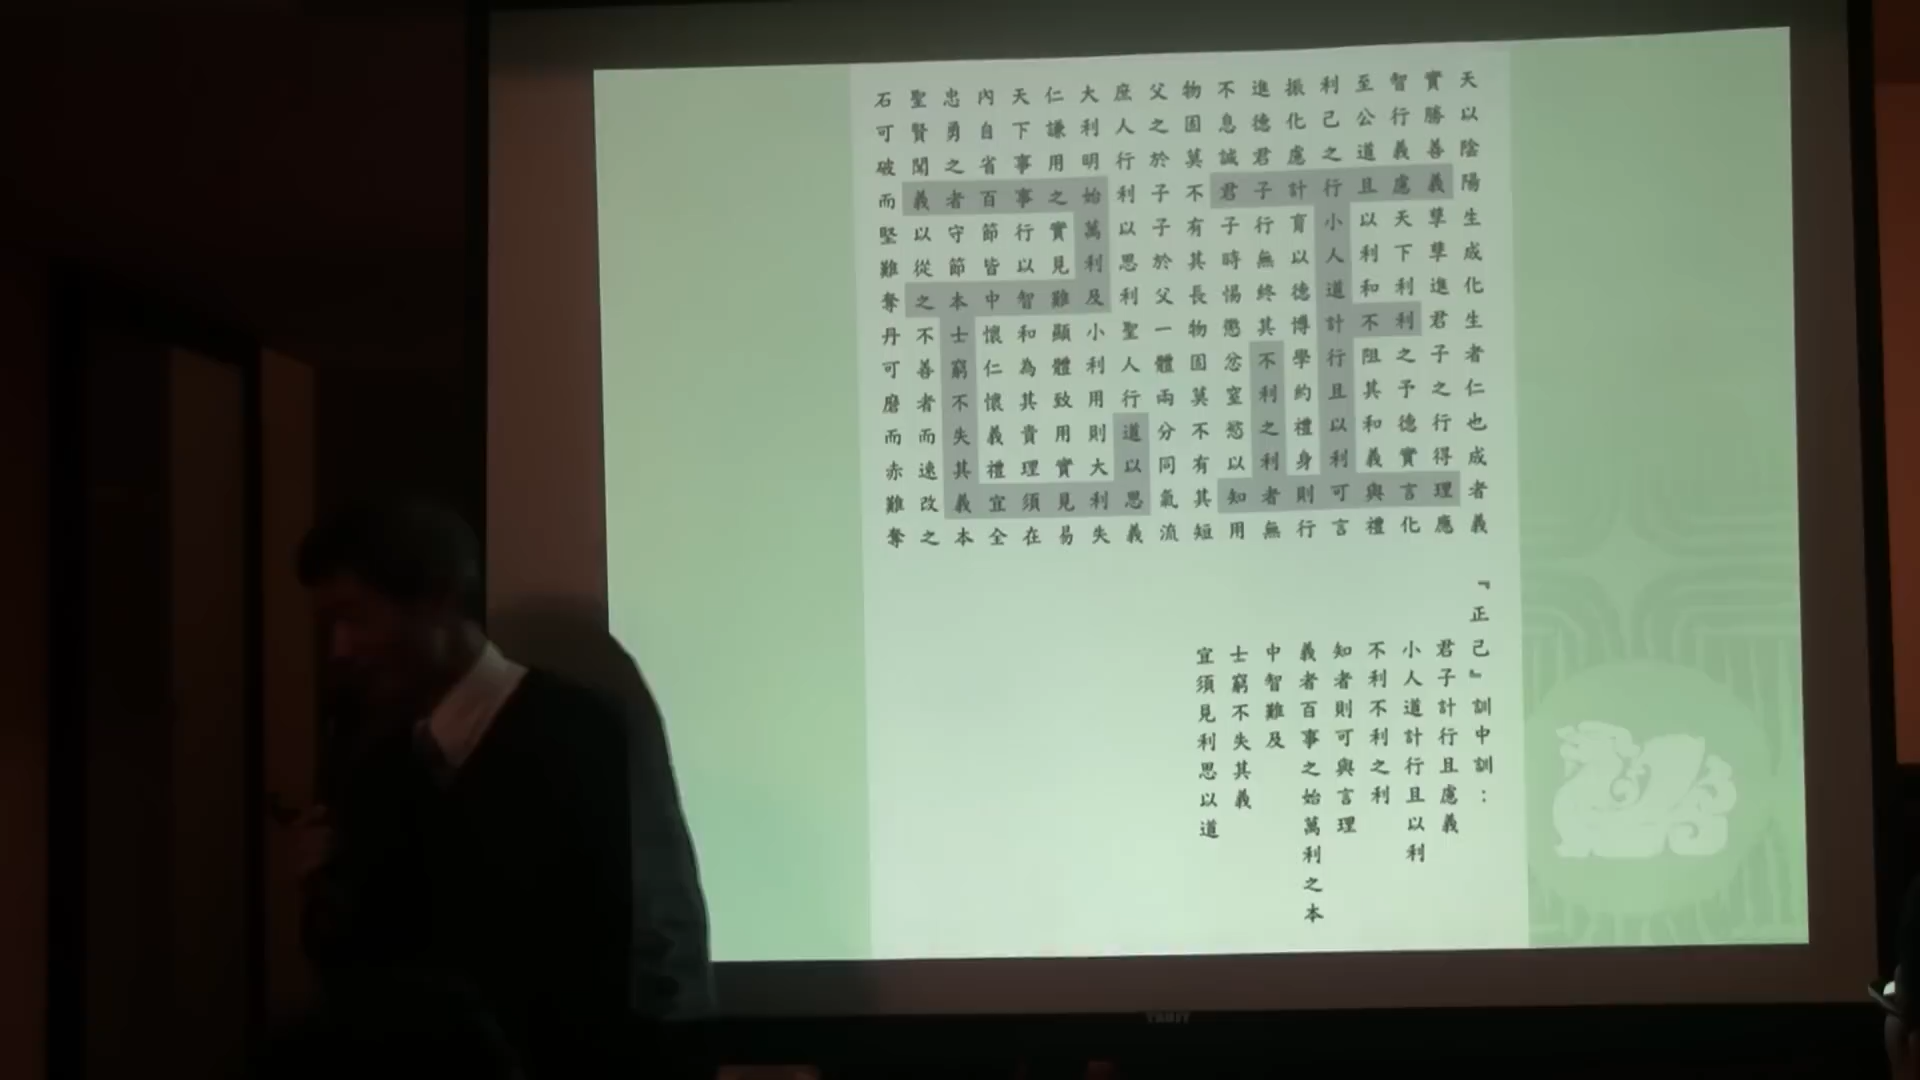 天以陰陽生成化生者仁也成者義
實勝善義孳孳進君子之行得理應
智行義慮天下利利之予德實言化
至公道且以利和不阻其和義與禮
利己之行小人道計行且以利可言
振化慮計育以德博學約禮身則行
進德君子行無終其不利之利者無
不息誠君子時惕懲忿窒慾以知用
物固莫不有其長物固莫不有其短
父之於子子於父一體兩分同氣流
庶人行利以思利聖人行道以思義
大利明始萬利及小利用則大利失
仁謙用之實見難顯體致用實見易
天下事事行以智和為其貴理須在
內自省百節皆中懷仁懷義禮宜全
忠勇之者守節本士窮不失其義本
聖賢聞義以從之不善者而速改之
石可破而堅難奪丹可磨而赤難奪
『正己』訓中訓:
君子計行且慮義
小人道計行且以利
不利不利之利
知者則可與言理
義者百事之始萬利之本
中智難及
士窮不失其義
宜須見利思以道